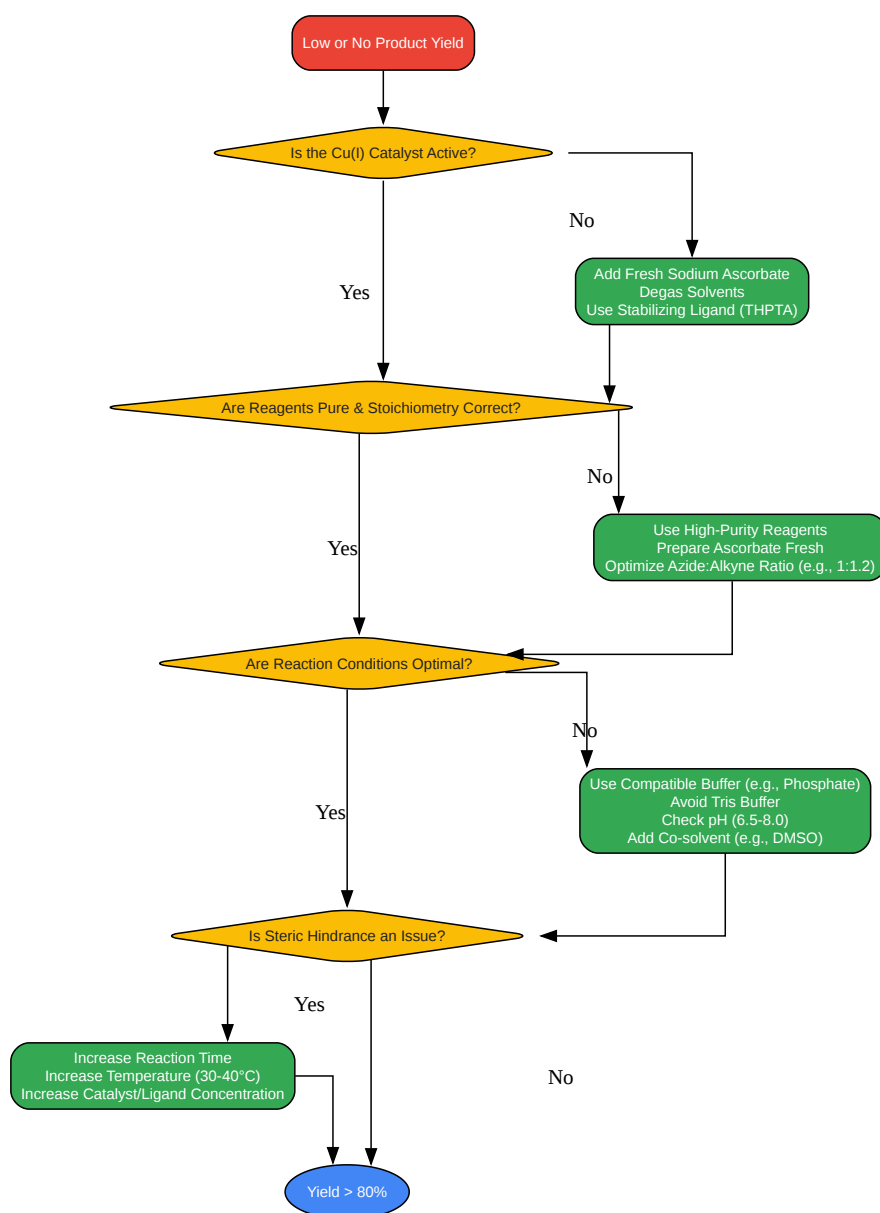 Low or No Product Yield
Is the Cu(I) Catalyst Active?
No
Add Fresh Sodium Ascorbate
Degas Solvents
Use Stabilizing Ligand (THPTA)
Yes
Are Reagents Pure & Stoichiometry Correct?
No
Use High-Purity Reagents
Prepare Ascorbate Fresh
Optimize Azide:Alkyne Ratio (e.g., 1:1.2)
Yes
Are Reaction Conditions Optimal?
No
Use Compatible Buffer (e.g., Phosphate)
Avoid Tris Buffer
Check pH (6.5-8.0)
Add Co-solvent (e.g., DMSO)
Yes
Is Steric Hindrance an Issue?
Yes
Increase Reaction Time
Increase Temperature (30-40°C)
Increase Catalyst/Ligand Concentration
No
Yield > 80%